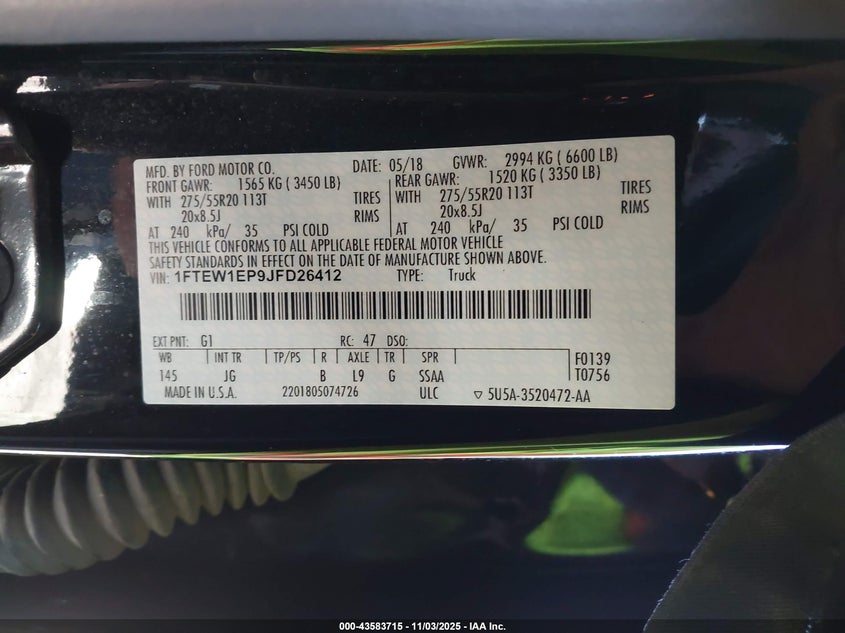 MFD. BY FORD MOTOR CO. DATE: 05/18 GVWR: 2994 KG ( 6600 LB)
FRONT GAWR: 1565 KG ( 3450 LB) REAR GAWR: 1520 KG ( 3350 LB)
WITH 275/55R20 113T TIRES WITH 275/55R20 113T TIRES
20x8.5J RIMS 20x8.5J RIMS
AT 240 kPa/ 35 PSI COLD AT 240 kPa/ 35 PSI COLD
THIS VEHICLE CONFORMS TO ALL APPLICABLE FEDERAL MOTOR VEHICLE
SAFETY STANDARDS IN EFFECT ON THE DATE OF MANUFACTURE SHOWN ABOVE.
VIN: 1FTEW1EP9JFD26412 TYPE: Truck
EXT PNT: G1 RC: 47 DSO:
WB INT TR TP/PS R AXLE TR SPR F0139
145 JG B L9 G SSAA T0756
MADE IN U.S.A. 2201805074726 ULC ▽ 5U5A-3520472-AA
000-43583715 - 11/03/2025 - IAA Inc.